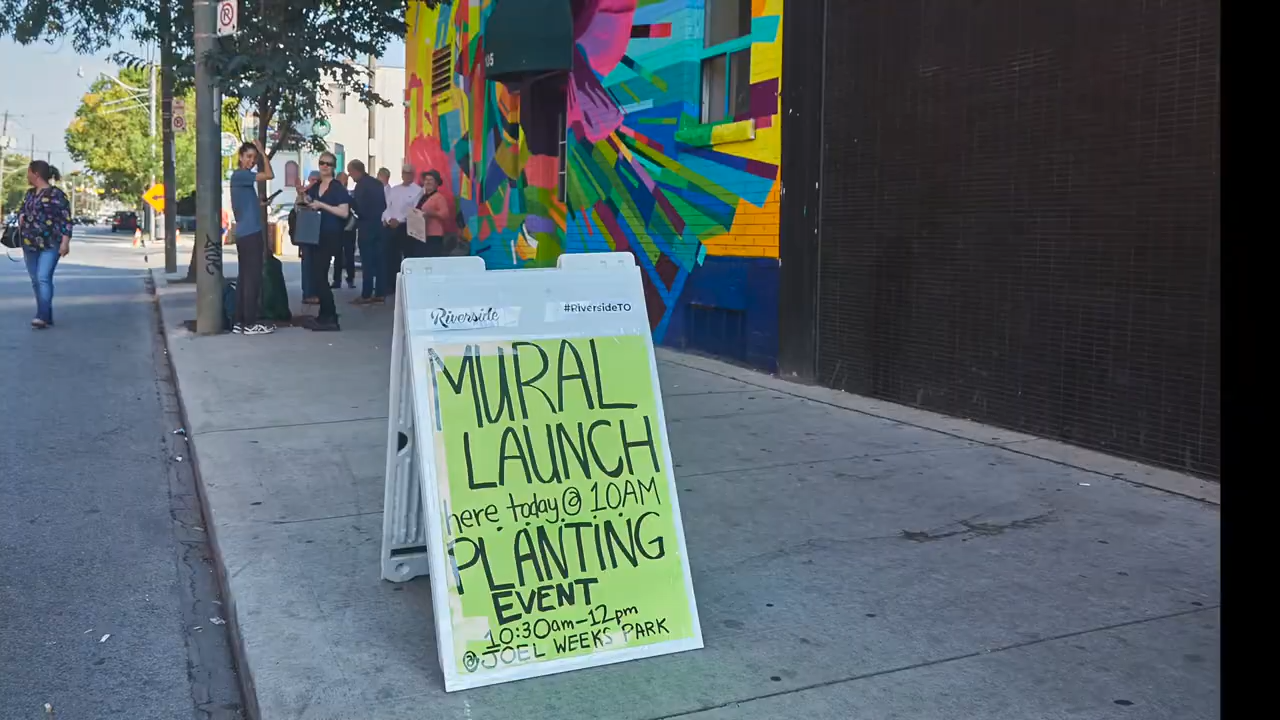 Riverside
#RiversideTO
MURAL
LAUNCH
here today @ 10AM
PLANTING
EVENT
10:30am-12pm
@ JOEL WEEKS PARK